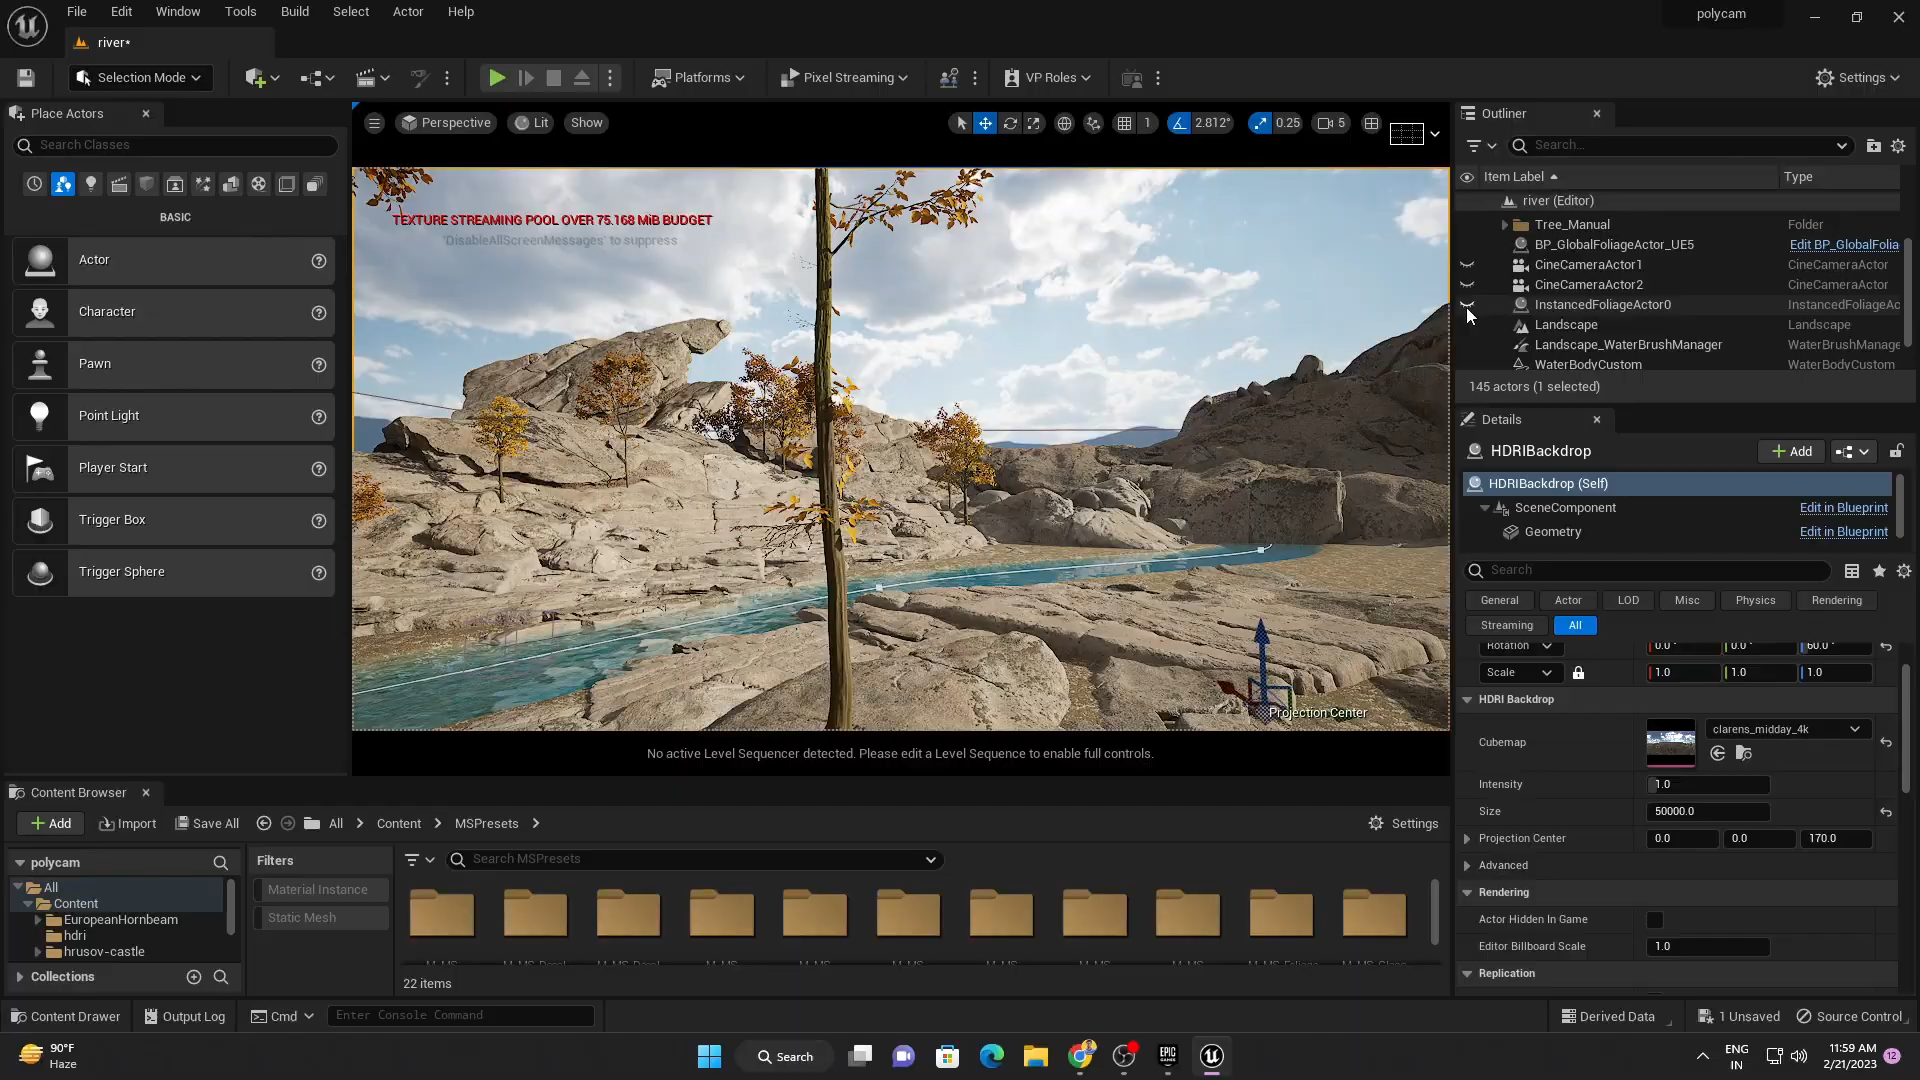 File Edit Window Tools Build Select Actor Help
polycam
river*
Selection Mode
Platforms
Pixel Streaming
VP Roles
Settings
Place Actors
Search Classes
BASIC
Actor
Character
Pawn
Point Light
Player Start
Trigger Box
Trigger Sphere
Perspective Lit Show
1 2.812° 0.25 5
TEXTURE STREAMING POOL OVER 75.168 MiB BUDGET
'DisableAllScreenMessages' to suppress
Projection Center
No active Level Sequencer detected. Please edit a Level Sequence to enable full controls.
Outliner
Search...
Item Label Type
river (Editor)
Tree_Manual Folder
BP_GlobalFoliageActor_UE5 Edit BP_GlobalFolia
CineCameraActor1 CineCameraActor
CineCameraActor2 CineCameraActor
InstancedFoliageActor0 InstancedFoliageAc
Landscape Landscape
Landscape_WaterBrushManager WaterBrushManage
WaterBodyCustom WaterBodyCustom
145 actors (1 selected)
Details
HDRIBackdrop
Add
HDRIBackdrop (Self)
SceneComponent Edit in Blueprint
Geometry Edit in Blueprint
Search
General Actor LOD Misc Physics Rendering
Streaming All
Rotation 0.0 ° 0.0 ° 60.0 °
Scale 1.0 1.0 1.0
HDRI Backdrop
Cubemap clarens_midday_4k
Intensity 1.0
Size 50000.0
Projection Center 0.0 0.0 170.0
Advanced
Rendering
Actor Hidden In Game
Editor Billboard Scale 1.0
Replication
Content Browser
Add Import Save All All Content MSPresets Settings
polycam
All
Content
EuropeanHornbeam
hdri
hrusov-castle
Collections
Filters
Material Instance
Static Mesh
Search MSPresets
22 items
Content Drawer Output Log Cmd Enter Console Command Derived Data 1 Unsaved Source Control
90°F
Haze
Search
EPIC
GAMES
ENG
IN
11:59 AM
2/21/2023
12